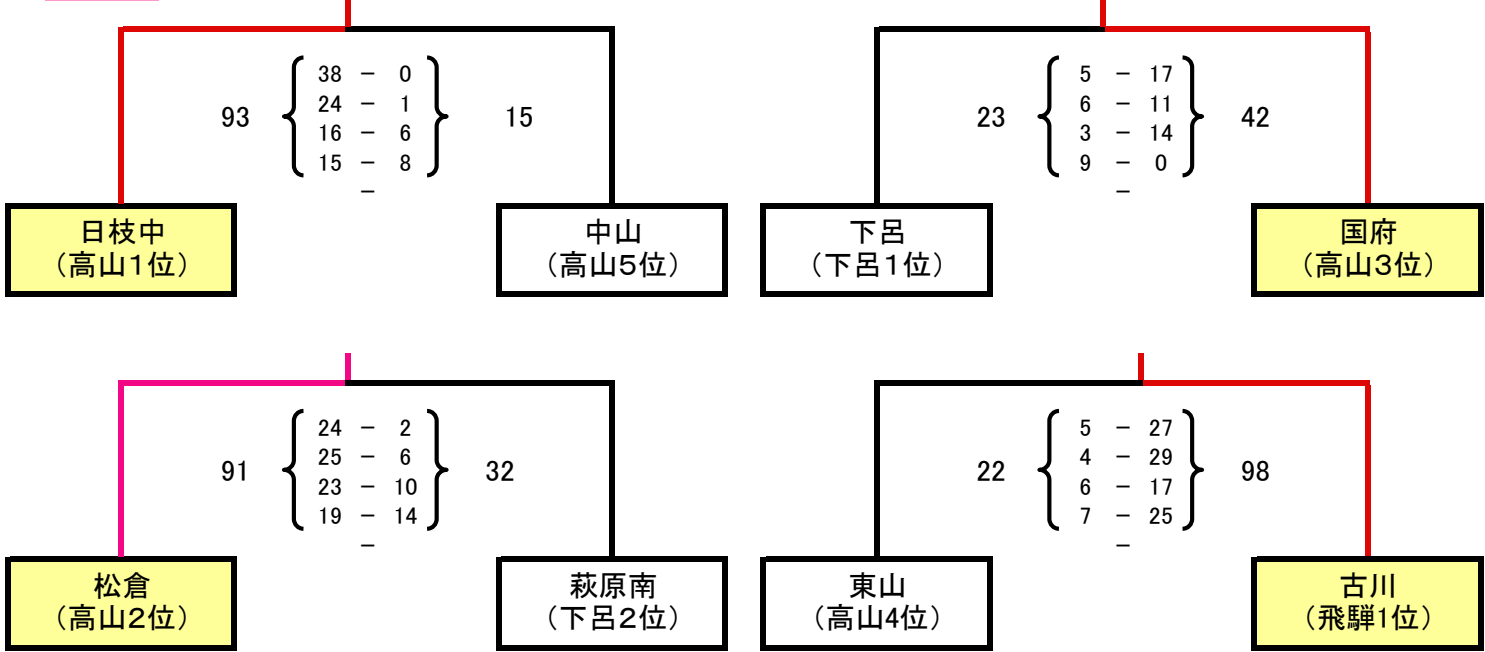 38 － 0
24 － 1
93 16 － 6 15
15 － 8
－
日枝中
（高山１位）
中山
（高山５位）
5 － 17
6 － 11
23 3 － 14 42
9 － 0
－
下呂
（下呂１位）
国府
（高山３位）
24 － 2
25 － 6
91 23 － 10 32
19 － 14
－
松倉
（高山２位）
萩原南
（下呂２位）
5 － 27
4 － 29
22 6 － 17 98
7 － 25
－
東山
（高山4位）
古川
（飛騨1位）